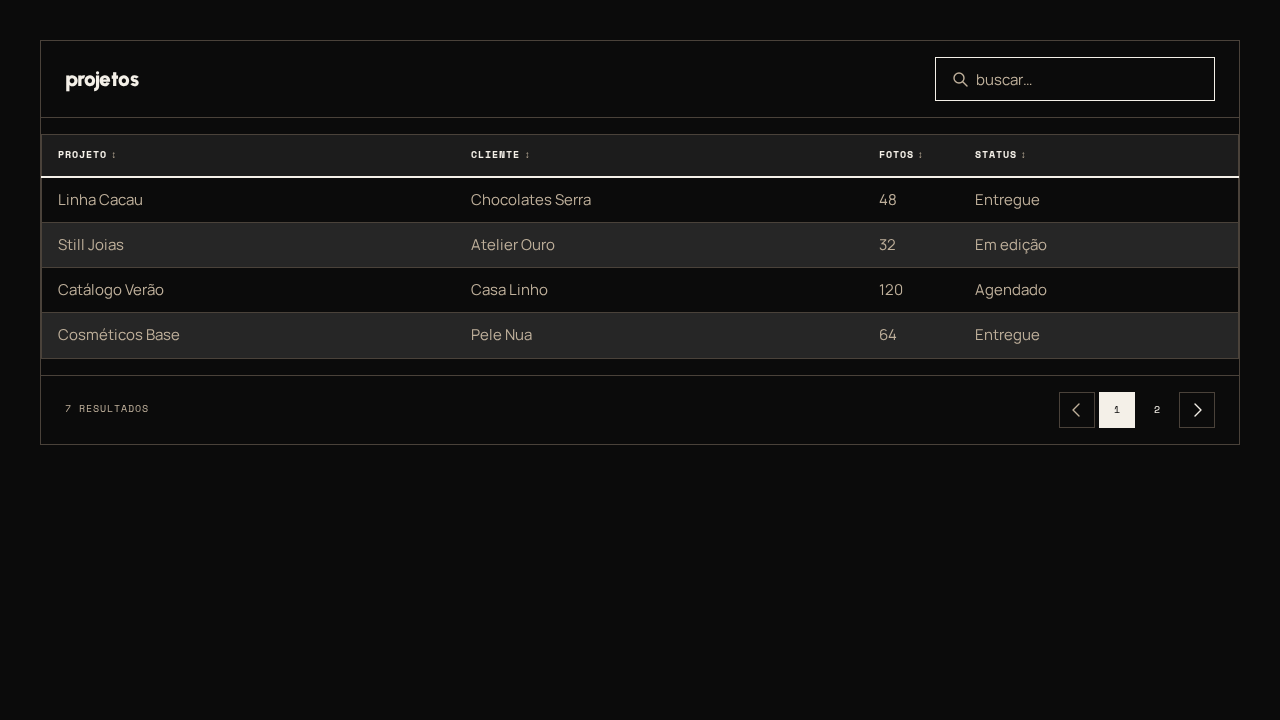 projetos
buscar…
PROJETO ↕ CLIENTE ↕ FOTOS ↕ STATUS ↕
Linha Cacau Chocolates Serra 48 Entregue
Still Joias Atelier Ouro 32 Em edição
Catálogo Verão Casa Linho 120 Agendado
Cosméticos Base Pele Nua 64 Entregue
7 RESULTADOS 1 2